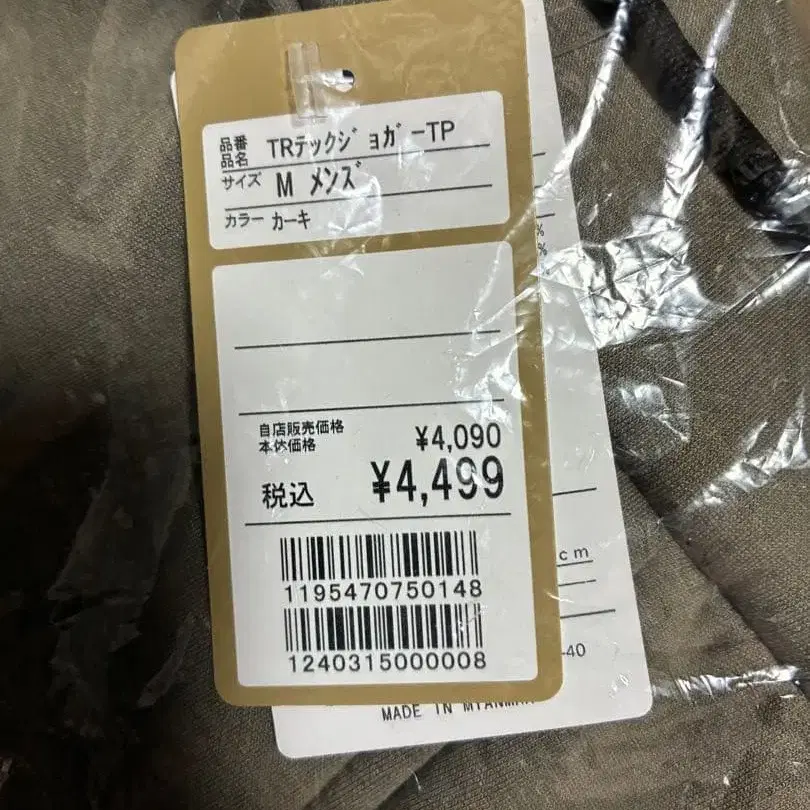 品番
品名 TRテックジョガーTP
サイズ M メンズ
カラー カーキ
自店販売価格
本体価格 ¥4,090
税込 ¥4,499
1195470750148
1240315000008
%
%
cm
-40
MADE IN MYANMA